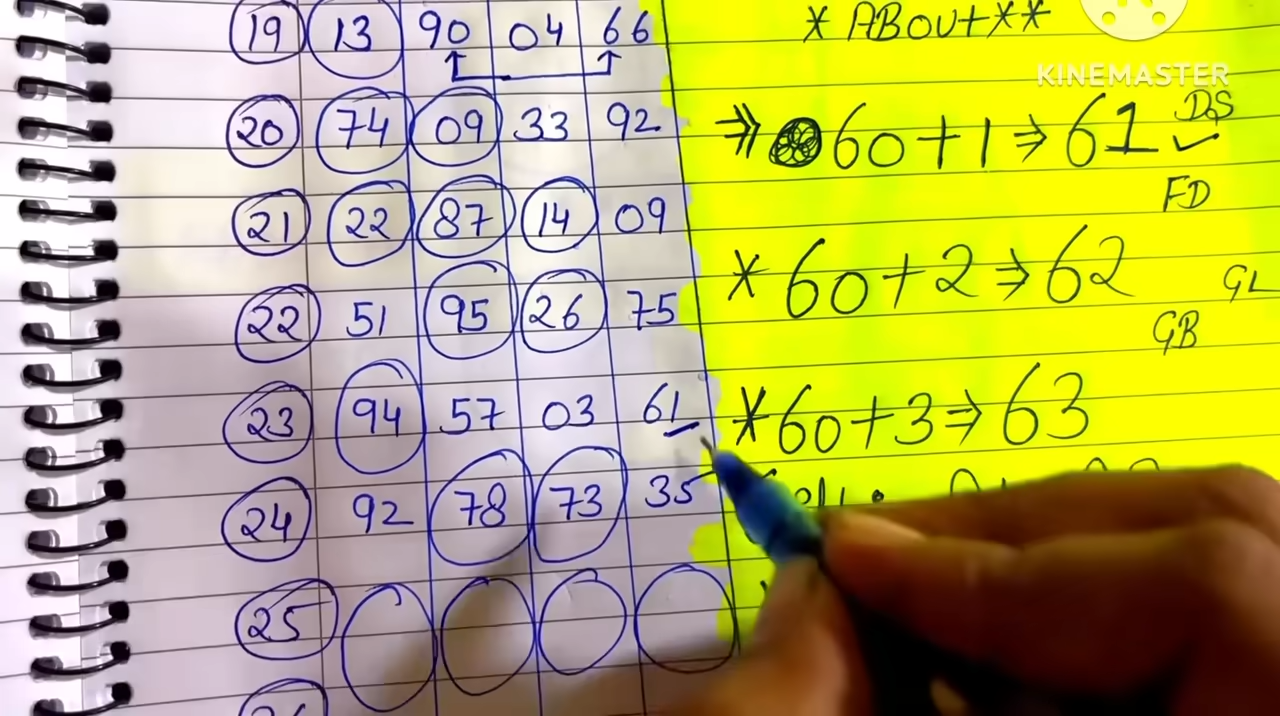 19 13 90 04 66
20 74 09 33 92
21 22 87 14 09
22 51 95 26 75
23 94 57 03 61
24 92 78 73 35
25
* ABOUT **
KINEMASTER
⇒ 60+1⇒61 DS ✓
FD
* 60+2⇒62
GL
GB
* 60+3⇒63